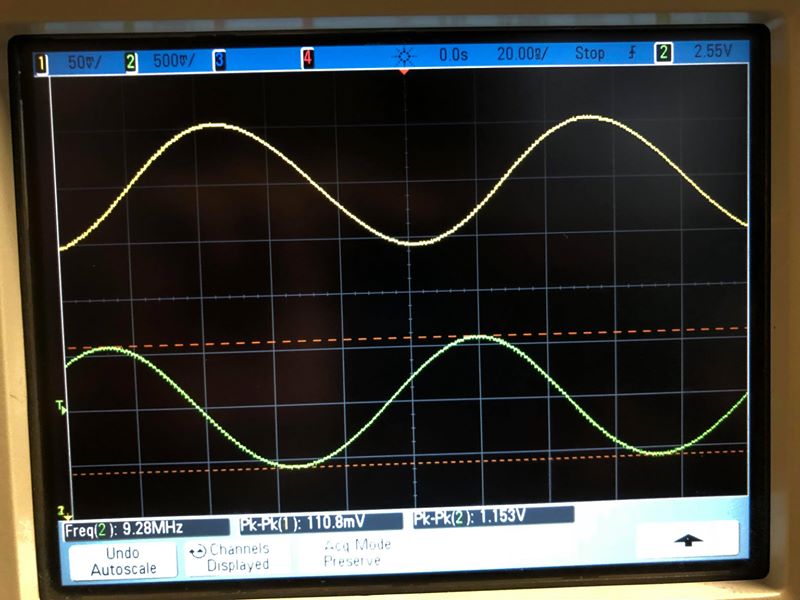 1 50㎷/ 2 500㎷/ 3 4 0.0s 20.00㎱/ Stop 2 2.55V
T
2
Freq(2): 9.28MHz Pk-Pk(1): 110.8mV Pk-Pk(2): 1.153V
Undo Autoscale
Channels Displayed
Acq Mode Preserve